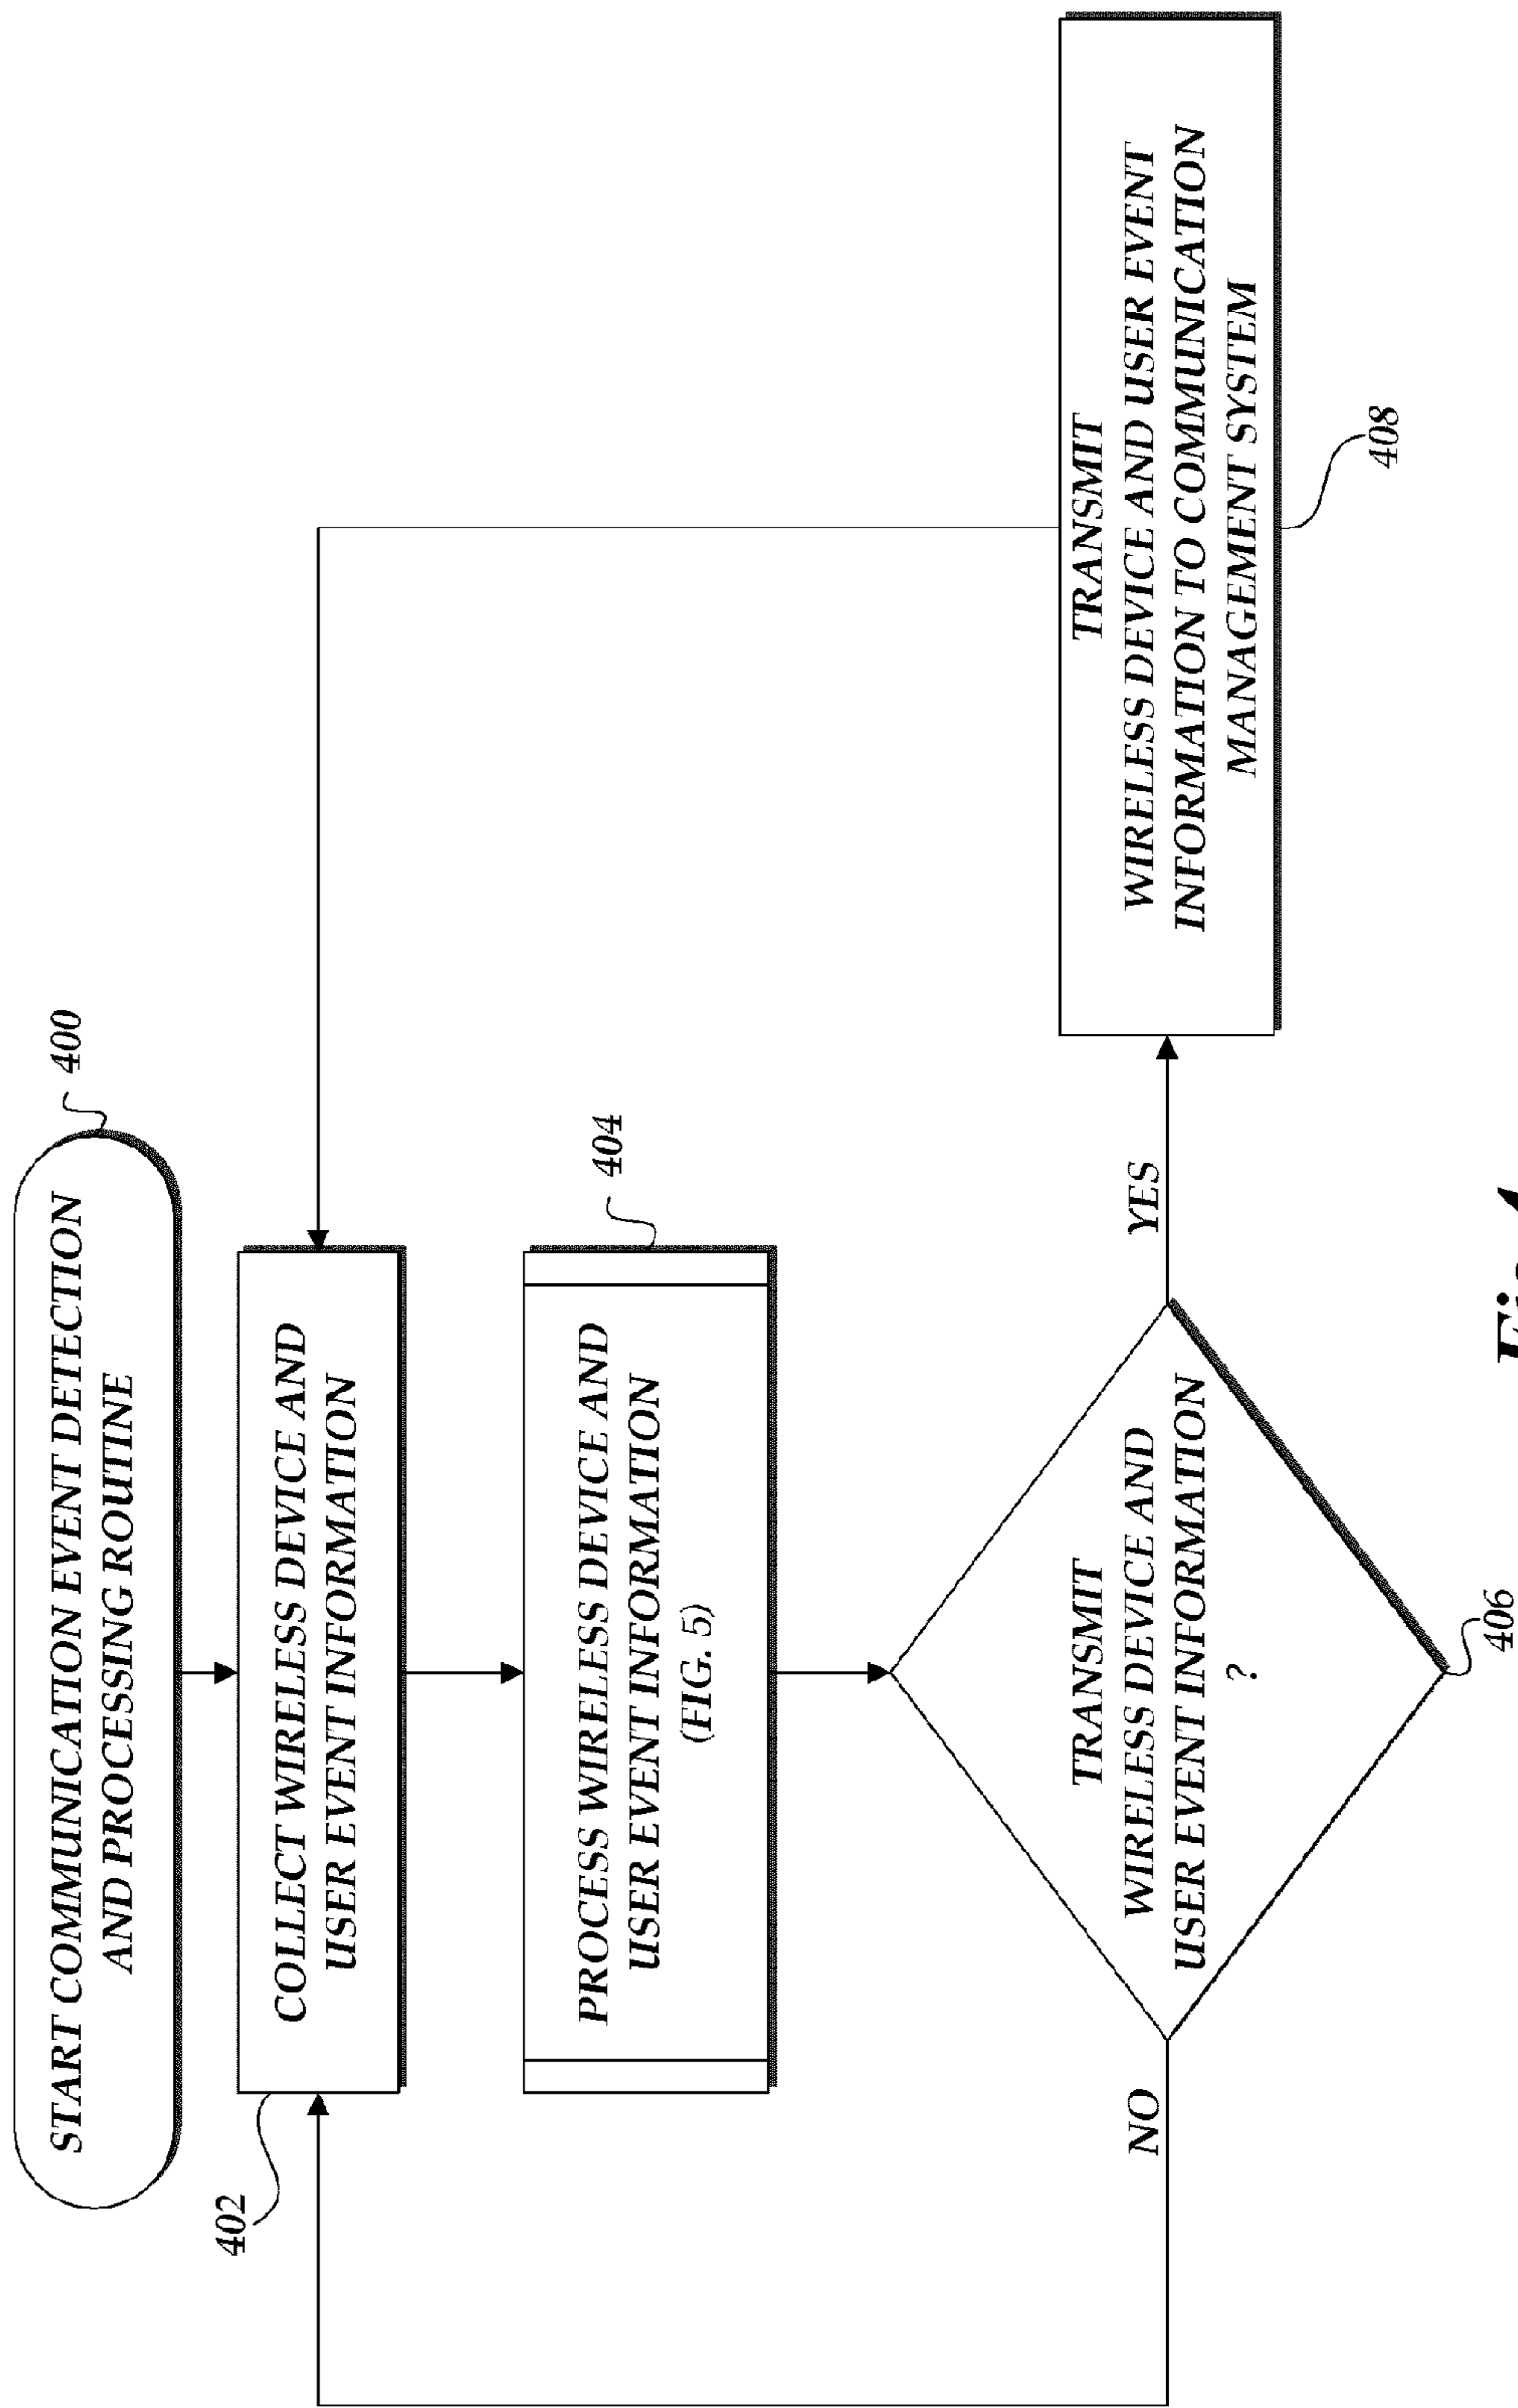 START COMMUNICATION EVENT DETECTION
AND PROCESSING ROUTINE
400
402
COLLECT WIRELESS DEVICE AND
USER EVENT INFORMATION
404
PROCESS WIRELESS DEVICE AND
USER EVENT INFORMATION
(FIG. 5)
TRANSMIT
WIRELESS DEVICE AND
USER EVENT INFORMATION
?
NO
YES
406
TRANSMIT
WIRELESS DEVICE AND USER EVENT
INFORMATION TO COMMUNICATION
MANAGEMENT SYSTEM
408